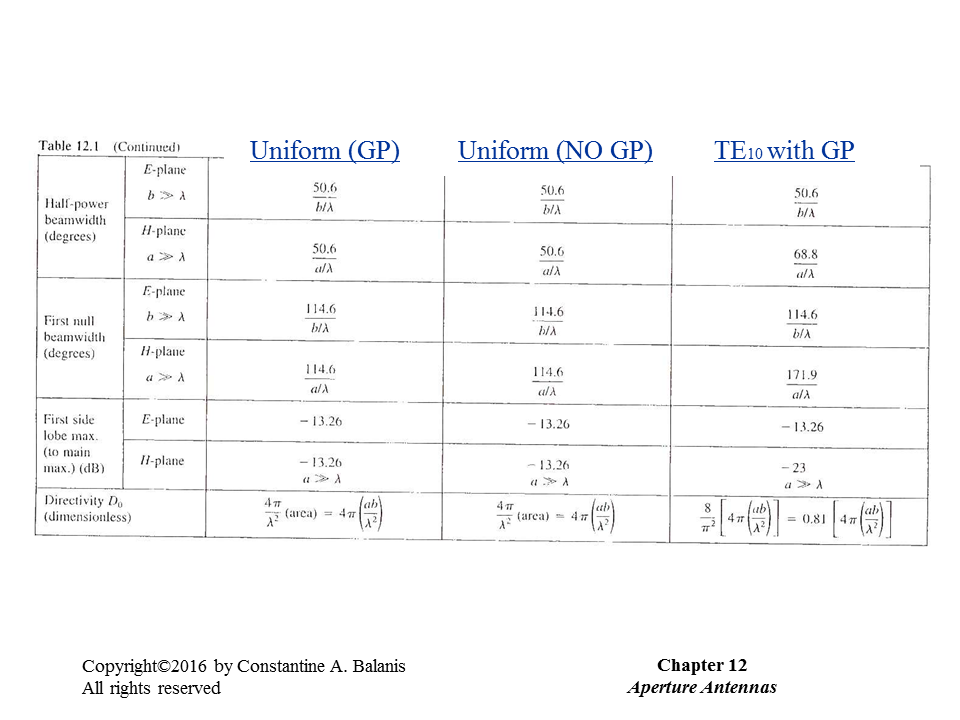 Table 12.1 (Continued)
Uniform (GP) Uniform (NO GP) TE10 with GP
Half-power
beamwidth
(degrees)
E-plane
b ≫ λ
50.6
b/λ
50.6
b/λ
50.6
b/λ
H-plane
a ≫ λ
50.6
a/λ
50.6
a/λ
68.8
a/λ
First null
beamwidth
(degrees)
E-plane
b ≫ λ
114.6
b/λ
114.6
b/λ
114.6
b/λ
H-plane
a ≫ λ
114.6
a/λ
114.6
a/λ
171.9
a/λ
First side
lobe max.
(to main
max.) (dB)
E-plane
−13.26
−13.26
−13.26
H-plane
−13.26
a ≫ λ
−13.26
a ≫ λ
−23
a ≫ λ
Directivity D0
(dimensionless)
4π/λ² (area) = 4π(ab/λ²)
4π/λ² (area) = 4π(ab/λ²)
8/π² [4π(ab/λ²)] = 0.81 [4π(ab/λ²)]
Copyright©2016 by Constantine A. Balanis
All rights reserved
Chapter 12
Aperture Antennas